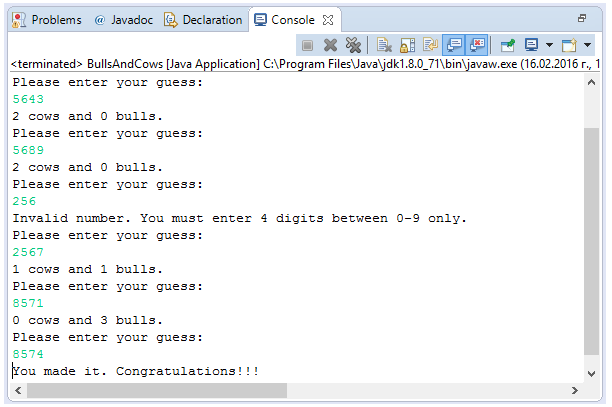 Problems @ Javadoc Declaration Console
<terminated> BullsAndCows [Java Application] C:\Program Files\Java\jdk1.8.0_71\bin\javaw.exe (16.02.2016 г., 1
Please enter your guess:
5643
2 cows and 0 bulls.
Please enter your guess:
5689
2 cows and 0 bulls.
Please enter your guess:
256
Invalid number. You must enter 4 digits between 0-9 only.
Please enter your guess:
2567
1 cows and 1 bulls.
Please enter your guess:
8571
0 cows and 3 bulls.
Please enter your guess:
8574
You made it. Congratulations!!!